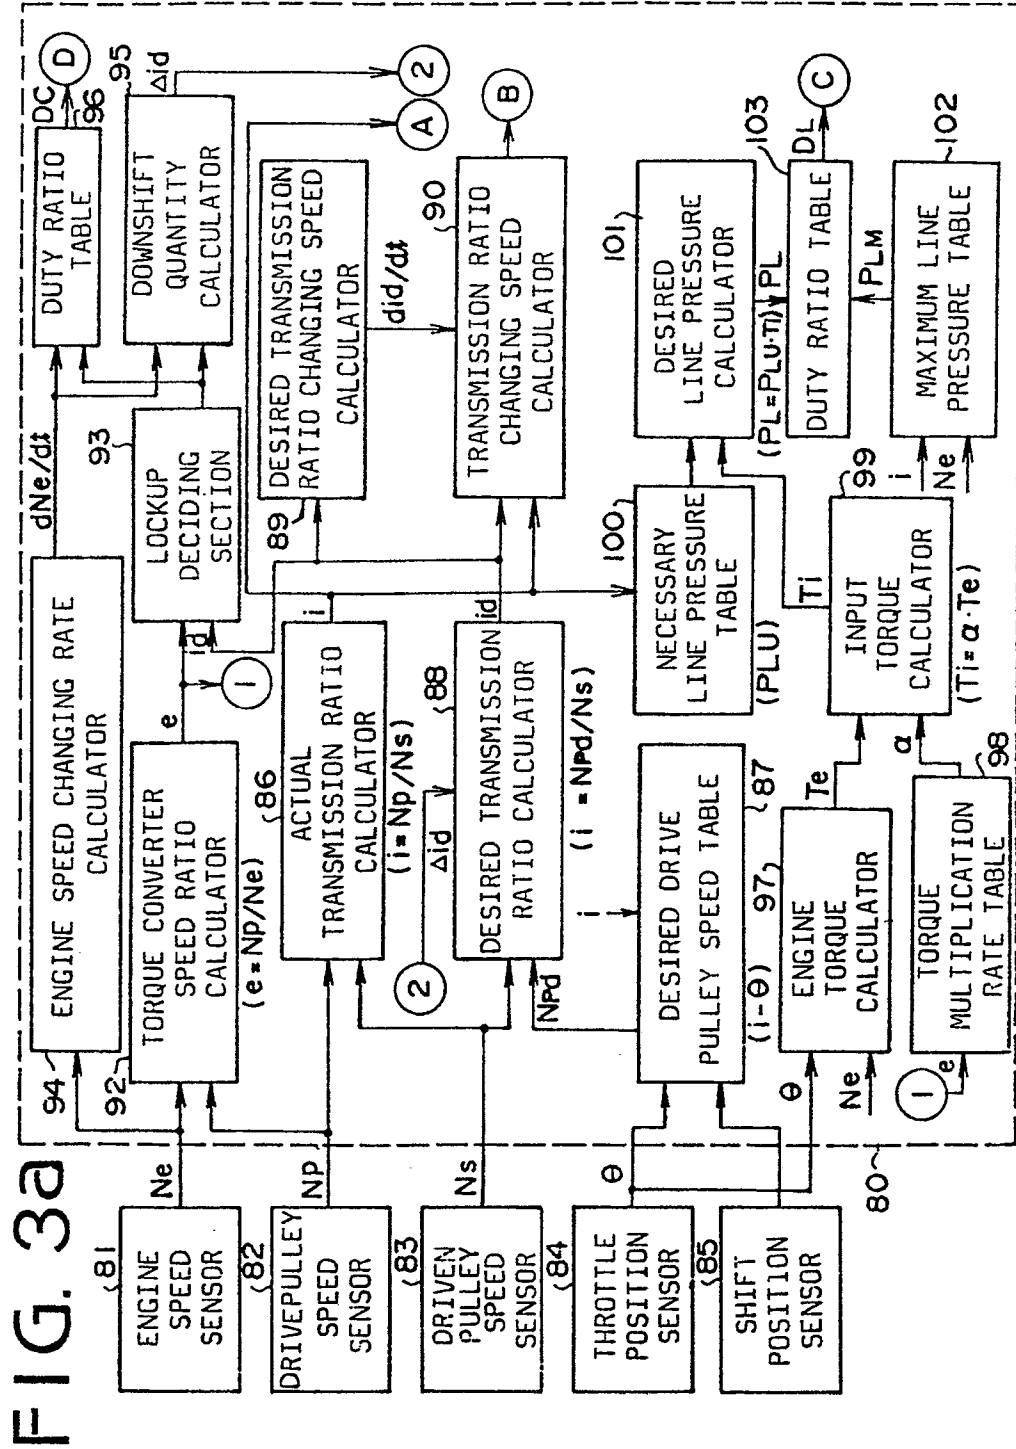 FIG. 3a
81
ENGINE
SPEED
SENSOR
82
DRIVEPULLEY
SPEED
SENSOR
83
DRIVEN
PULLEY
SPEED
SENSOR
84
THROTTLE
POSITION
SENSOR
85
SHIFT
POSITION
SENSOR
Ne
NP
Ns
θ
80
94
ENGINE SPEED CHANGING RATE
CALCULATOR
dNe/dt
92
TORQUE CONVERTER
SPEED RATIO
CALCULATOR
(e=NP/Ne)
e
1
id
93
LOCKUP
DECIDING
SECTION
DUTY RATIO
TABLE
96
DC
D
DOWNSHIFT
QUANTITY
CALCULATOR
95
Δid
2
A
86
ACTUAL
TRANSMISSION RATIO
CALCULATOR
(i=Np/Ns)
i
2
Δid
88
DESIRED TRANSMISSION
RATIO CALCULATOR
(i =NPd/Ns)
id
NPd
89
DESIRED TRANSMISSION
RATIO CHANGING SPEED
CALCULATOR
did/dt
90
TRANSMISSION RATIO
CHANGING SPEED
CALCULATOR
B
i
DESIRED DRIVE
PULLEY SPEED TABLE
87
(i-θ)
100
NECESSARY
LINE PRESSURE
TABLE
(PLU)
101
DESIRED
LINE PRESSURE
CALCULATOR
(PL=PLU·Ti)
PL
103
DUTY RATIO TABLE
DL
C
PLM
MAXIMUM LINE
PRESSURE TABLE
102
i
Ne
97
ENGINE
TORQUE
CALCULATOR
θ
Ne
Te
99
INPUT
TORQUE
CALCULATOR
(Ti=α·Te)
Ti
1
e
TORQUE
MULTIPLICATION
RATE TABLE
98
α